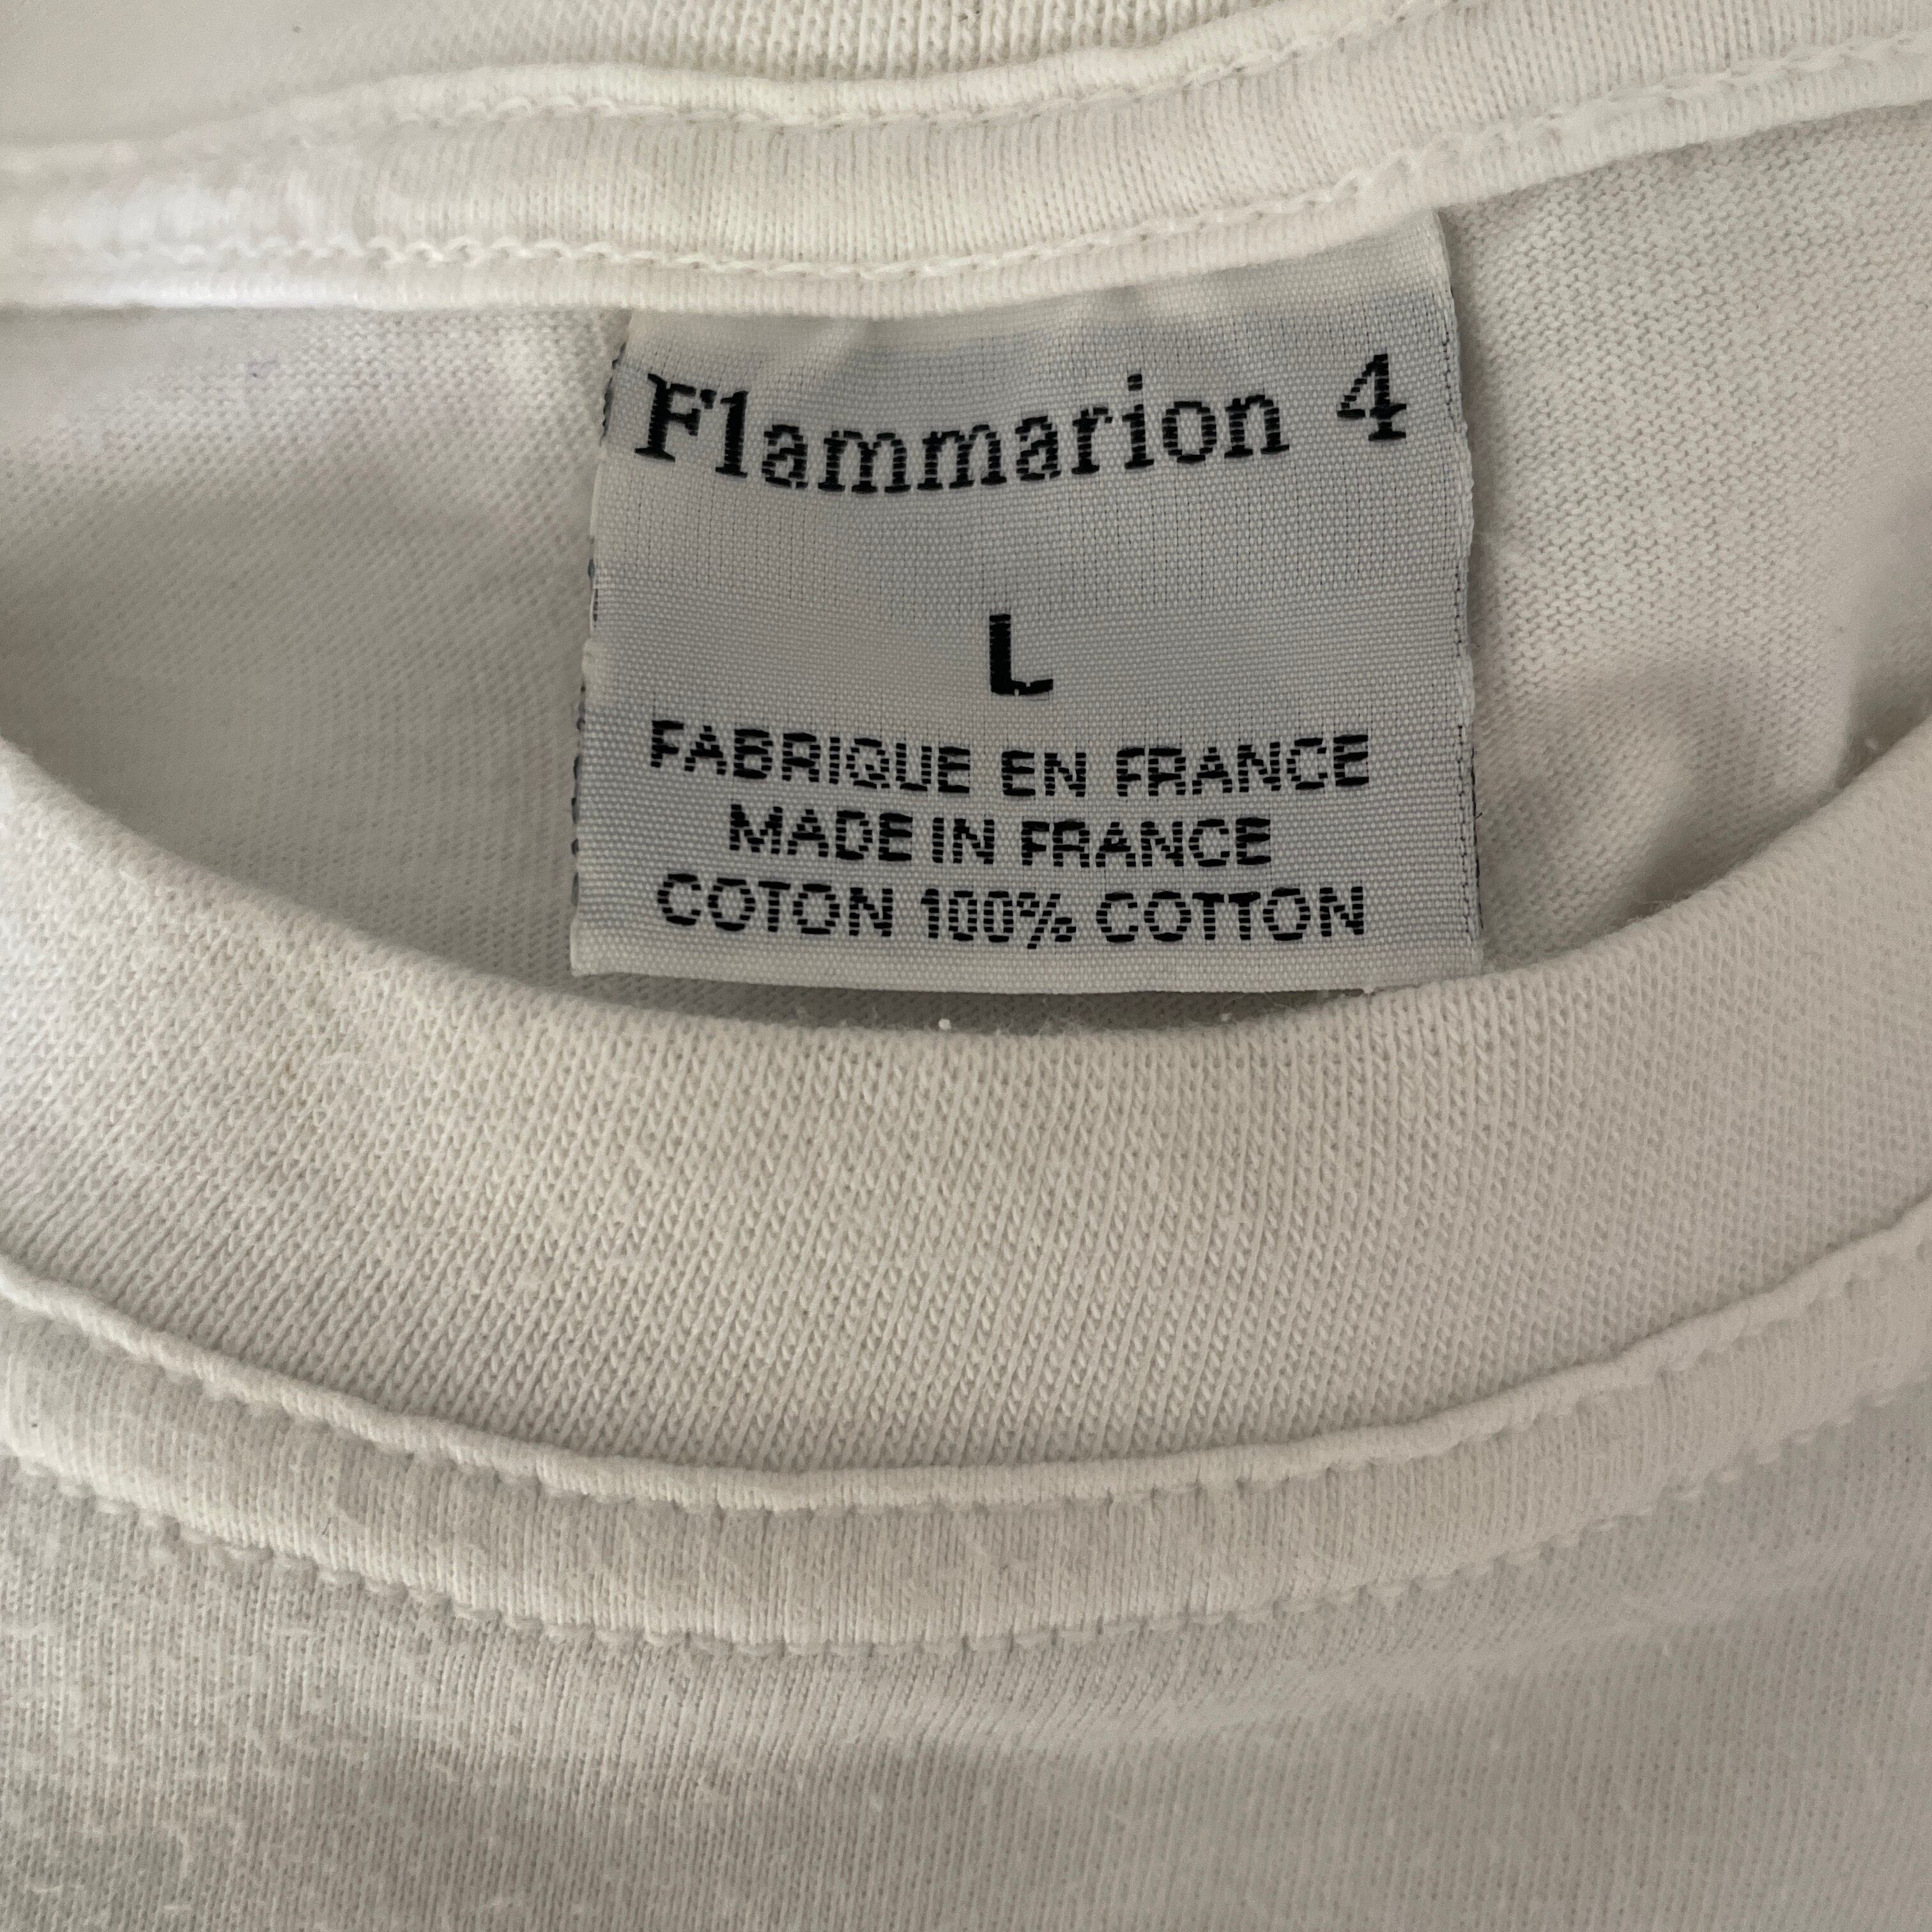 Flammarion 4
L
FABRIQUE EN FRANCE
MADE IN FRANCE
COTON 100% COTTON